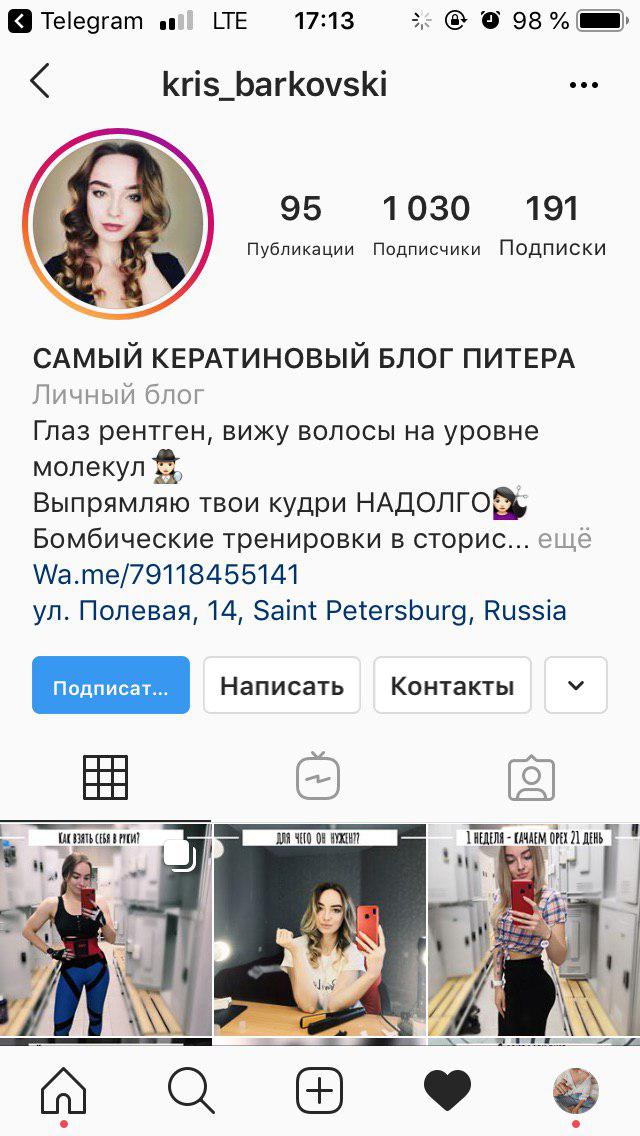 Telegram LTE 17:13 98 %
kris_barkovski
95 1 030 191
Публикации Подписчики Подписки
САМЫЙ КЕРАТИНОВЫЙ БЛОГ ПИТЕРА
Личный блог
Глаз рентген, вижу волосы на уровне
молекул🕵🏻‍♀️
Выпрямляю твои кудри НАДОЛГО💇🏻‍♀️
Бомбические тренировки в сторис... ещё
Wa.me/79118455141
ул. Полевая, 14, Saint Petersburg, Russia
Подписат... Написать Контакты
КАК ВЗЯТЬ СЕБЯ В РУКИ? ДЛЯ ЧЕГО ОН НУЖЕН?? 1 НЕДЕЛЯ - КАЧАЕМ ОРЕХ 21 ДЕНЬ